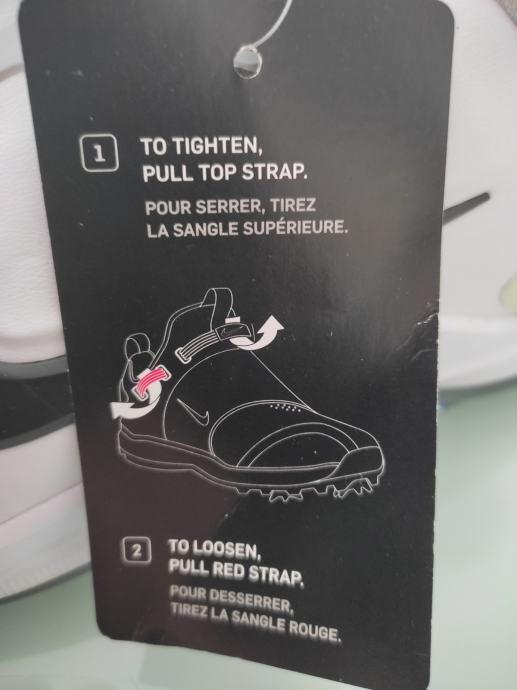 1
TO TIGHTEN,
PULL TOP STRAP.
POUR SERRER, TIREZ
LA SANGLE SUPÉRIEURE.
2
TO LOOSEN,
PULL RED STRAP.
POUR DESSERRER,
TIREZ LA SANGLE ROUGE.